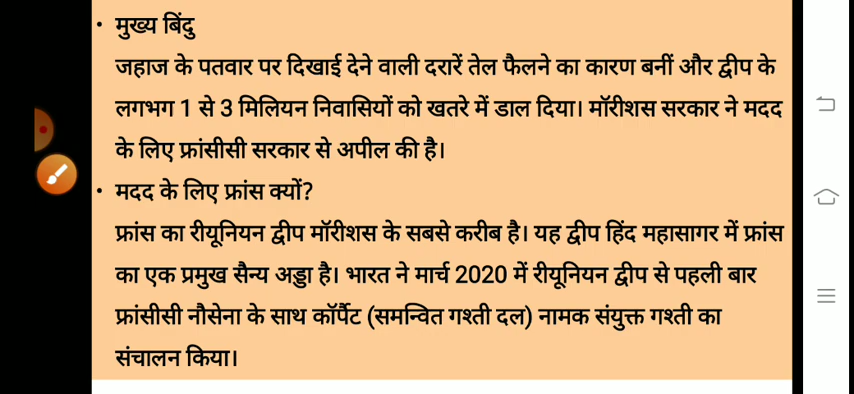 • मुख्य बिंदु
जहाज के पतवार पर दिखाई देने वाली दरारें तेल फैलने का कारण बनीं और द्वीप के
लगभग 1 से 3 मिलियन निवासियों को खतरे में डाल दिया। मॉरीशस सरकार ने मदद
के लिए फ्रांसीसी सरकार से अपील की है।
• मदद के लिए फ्रांस क्यों?
फ्रांस का रीयूनियन द्वीप मॉरीशस के सबसे करीब है। यह द्वीप हिंद महासागर में फ्रांस
का एक प्रमुख सैन्य अड्डा है। भारत ने मार्च 2020 में रीयूनियन द्वीप से पहली बार
फ्रांसीसी नौसेना के साथ कॉर्पैट (समन्वित गश्ती दल) नामक संयुक्त गश्ती का
संचालन किया।